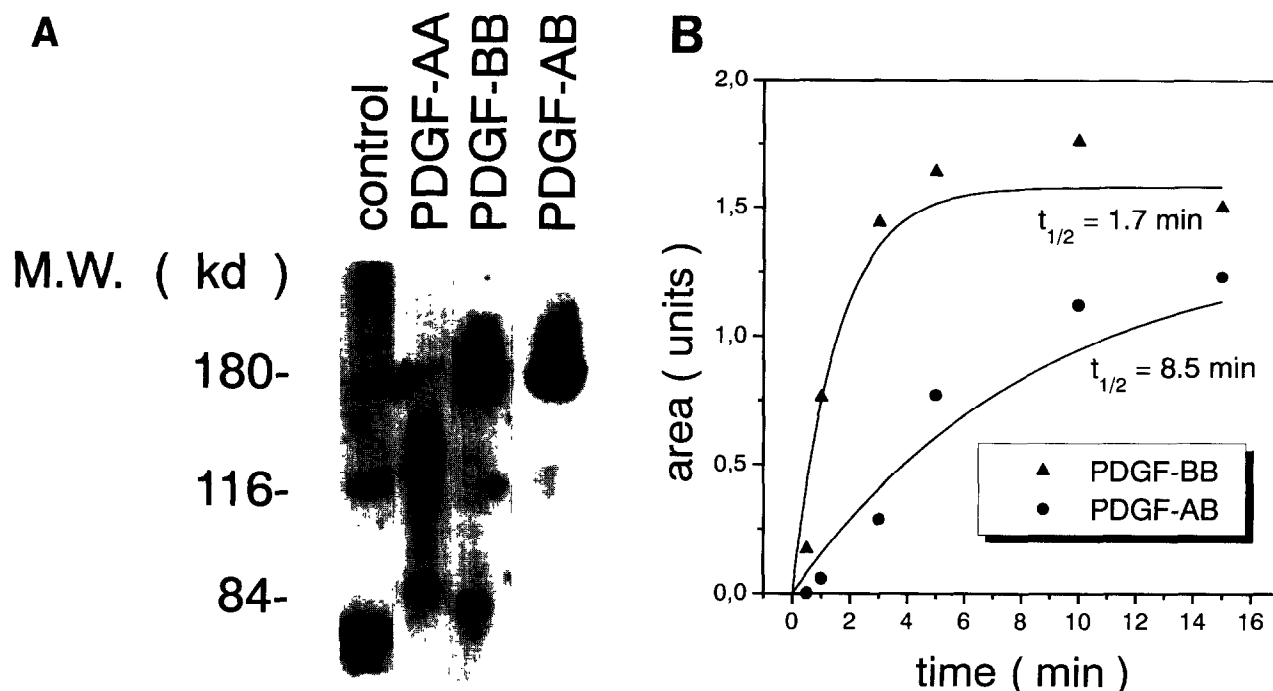 A
control
PDGF-AA
PDGF-BB
PDGF-AB
M.W. ( kd )
180-
116-
84-
B
2,0
1,5
1,0
0,5
0,0
area ( units )
t1/2 = 1.7 min
t1/2 = 8.5 min
PDGF-BB
PDGF-AB
0 2 4 6 8 10 12 14 16
time ( min )